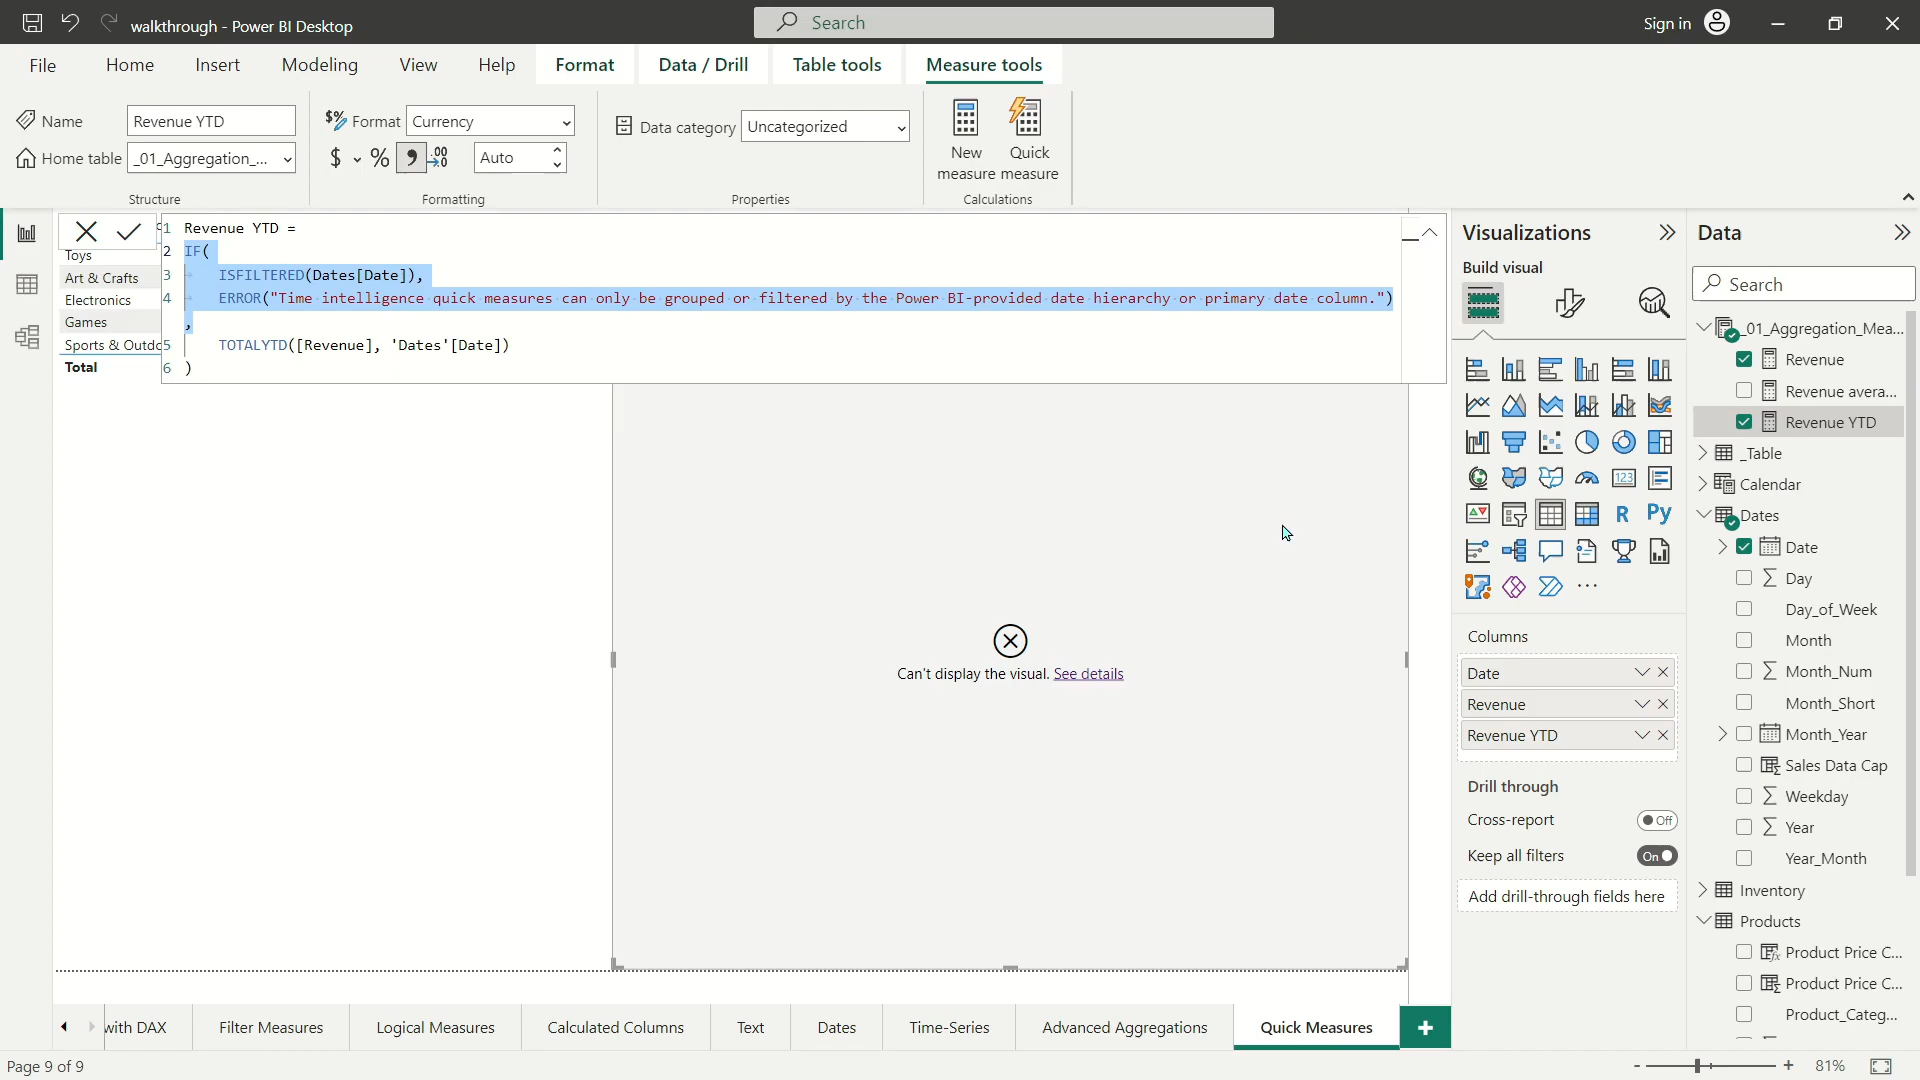 walkthrough - Power BI Desktop
Search
Sign in
File
Home
Insert
Modeling
View
Help
Format
Data / Drill
Table tools
Measure tools
Name
Revenue YTD
Home table
_01_Aggregation_...
Structure
Format
Currency
$
%
Auto
Formatting
Data category
Uncategorized
Properties
New measure
Quick measure
Calculations
Toys
Art & Crafts
Electronics
Games
Sports & Outdo
Total
1 Revenue YTD =
2 IF(
3 ISFILTERED(Dates[Date]),
4 ERROR("Time intelligence quick measures can only be grouped or filtered by the Power BI-provided date hierarchy or primary date column.")
,
5 TOTALYTD([Revenue], 'Dates'[Date])
6 )
Can't display the visual. See details
Visualizations
Build visual
123
R
Py
...
Columns
Date
Revenue
Revenue YTD
Drill through
Cross-report
Off
Keep all filters
On
Add drill-through fields here
Data
Search
_01_Aggregation_Mea...
Revenue
Revenue avera...
Revenue YTD
_Table
Calendar
Dates
Date
Day
Day_of_Week
Month
Month_Num
Month_Short
Month_Year
Sales Data Cap
Weekday
Year
Year_Month
Inventory
Products
Product Price C...
Product Price C...
Product_Categ...
with DAX
Filter Measures
Logical Measures
Calculated Columns
Text
Dates
Time-Series
Advanced Aggregations
Quick Measures
+
Page 9 of 9
- + 81%